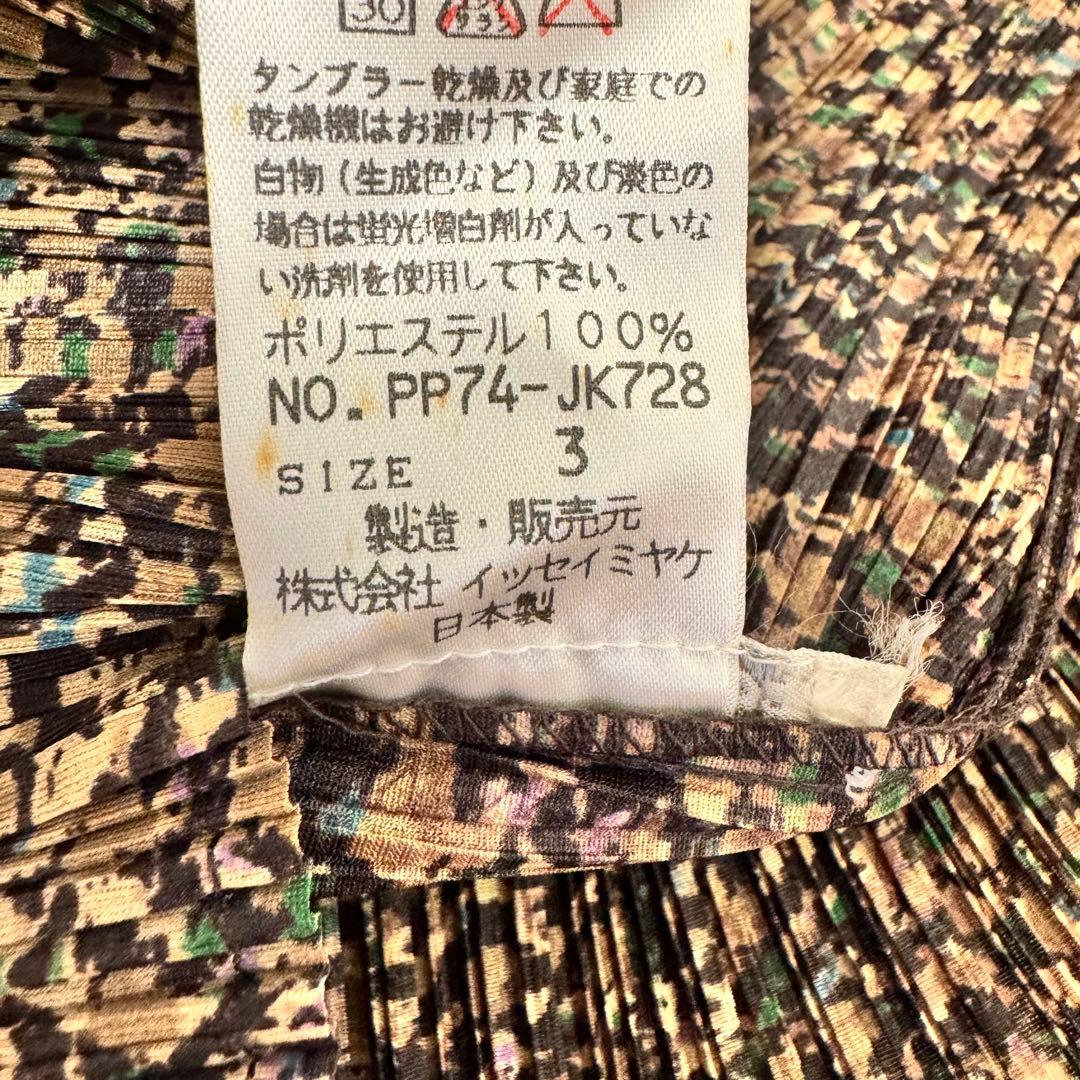 30
タンブラー乾燥及び家庭での
乾燥機はお避け下さい。
白物(生成色など)及び淡色の
場合は蛍光増白剤が入っていな
い洗剤を使用して下さい。
ポリエステル100%
NO. PP74-JK728
SIZE 3
製造・販売元
株式会社 イッセイミヤケ
日本製